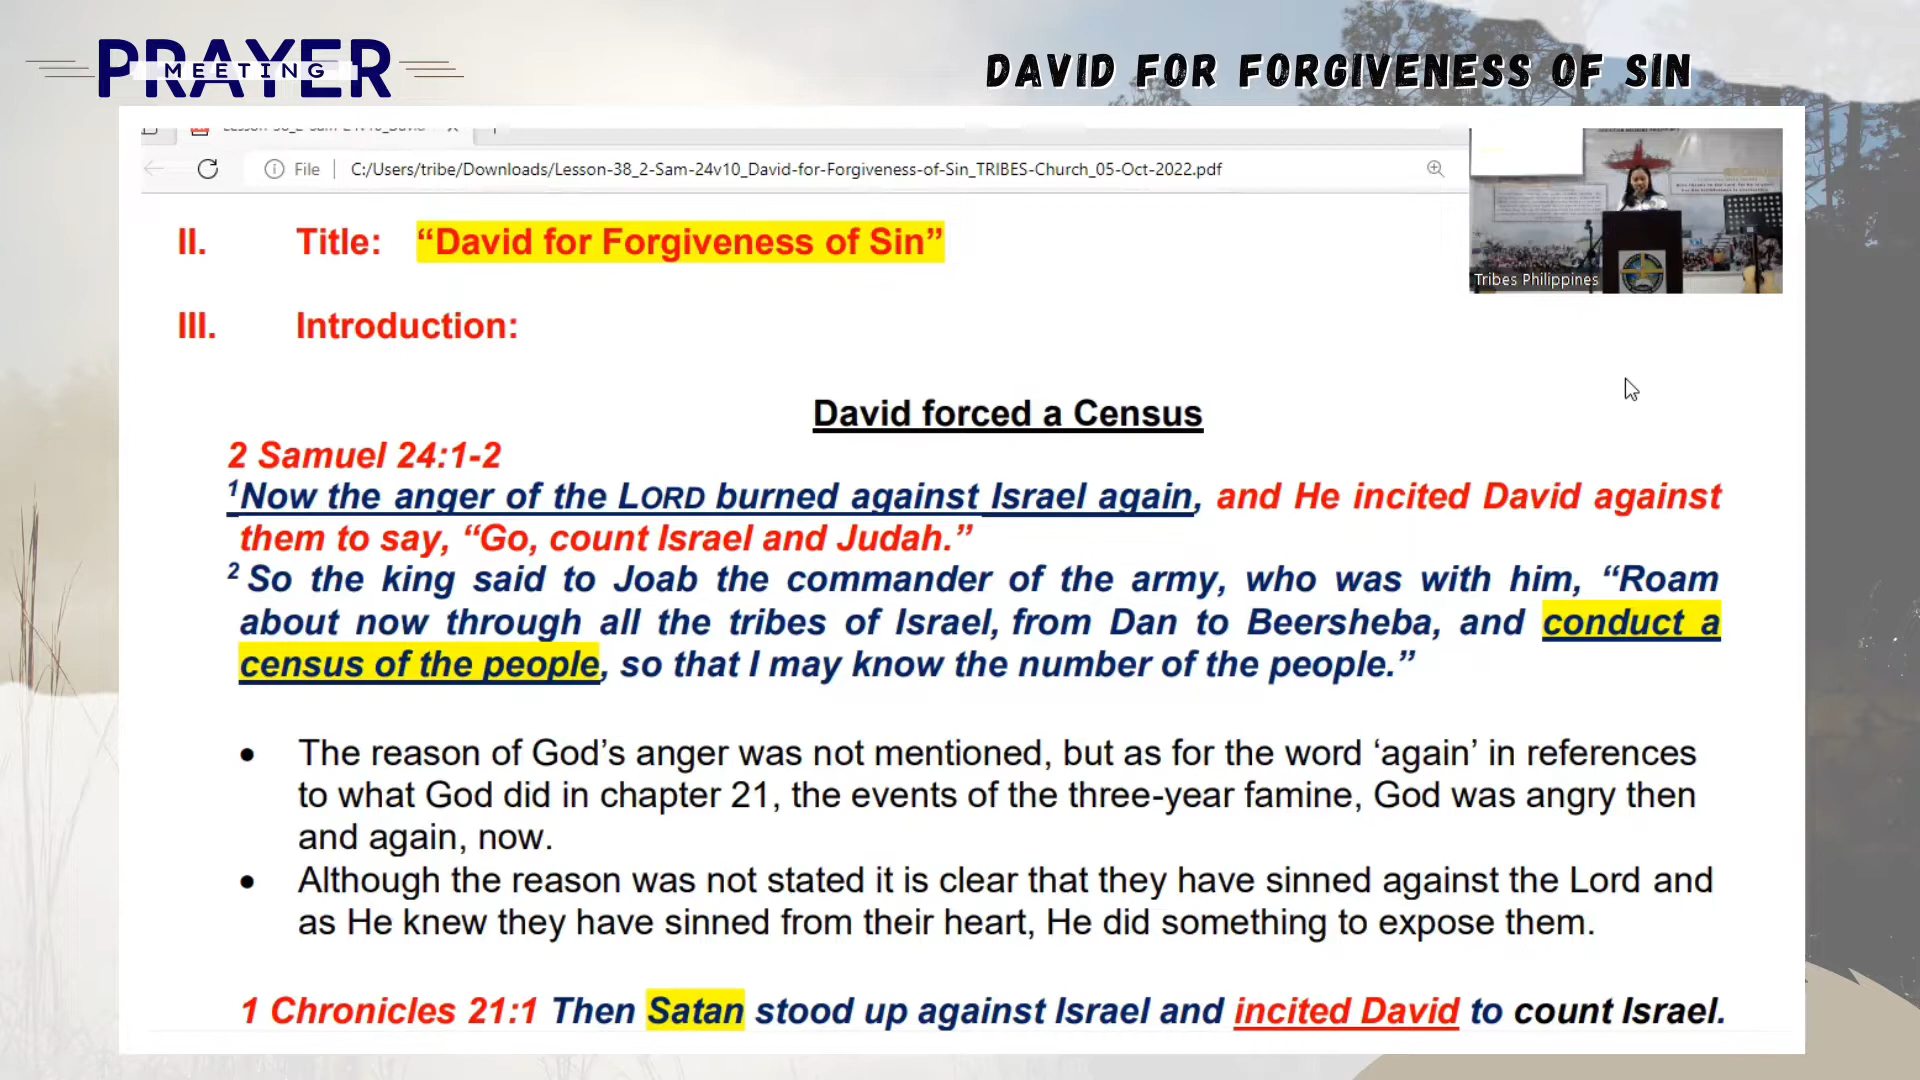 PRAYER
MEETING
DAVID FOR FORGIVENESS OF SIN
File
C:/Users/tribe/Downloads/Lesson-38_2-Sam-24v10_David-for-Forgiveness-of-Sin_TRIBES-Church_05-Oct-2022.pdf
Tribes Philippines
II. Title: “David for Forgiveness of Sin”
III. Introduction:
David forced a Census
2 Samuel 24:1-2
1Now the anger of the LORD burned against Israel again, and He incited David against
them to say, “Go, count Israel and Judah.”
2 So the king said to Joab the commander of the army, who was with him, “Roam
about now through all the tribes of Israel, from Dan to Beersheba, and conduct a
census of the people, so that I may know the number of the people.”
• The reason of God’s anger was not mentioned, but as for the word ‘again’ in references
to what God did in chapter 21, the events of the three-year famine, God was angry then
and again, now.
• Although the reason was not stated it is clear that they have sinned against the Lord and
as He knew they have sinned from their heart, He did something to expose them.
1 Chronicles 21:1 Then Satan stood up against Israel and incited David to count Israel.